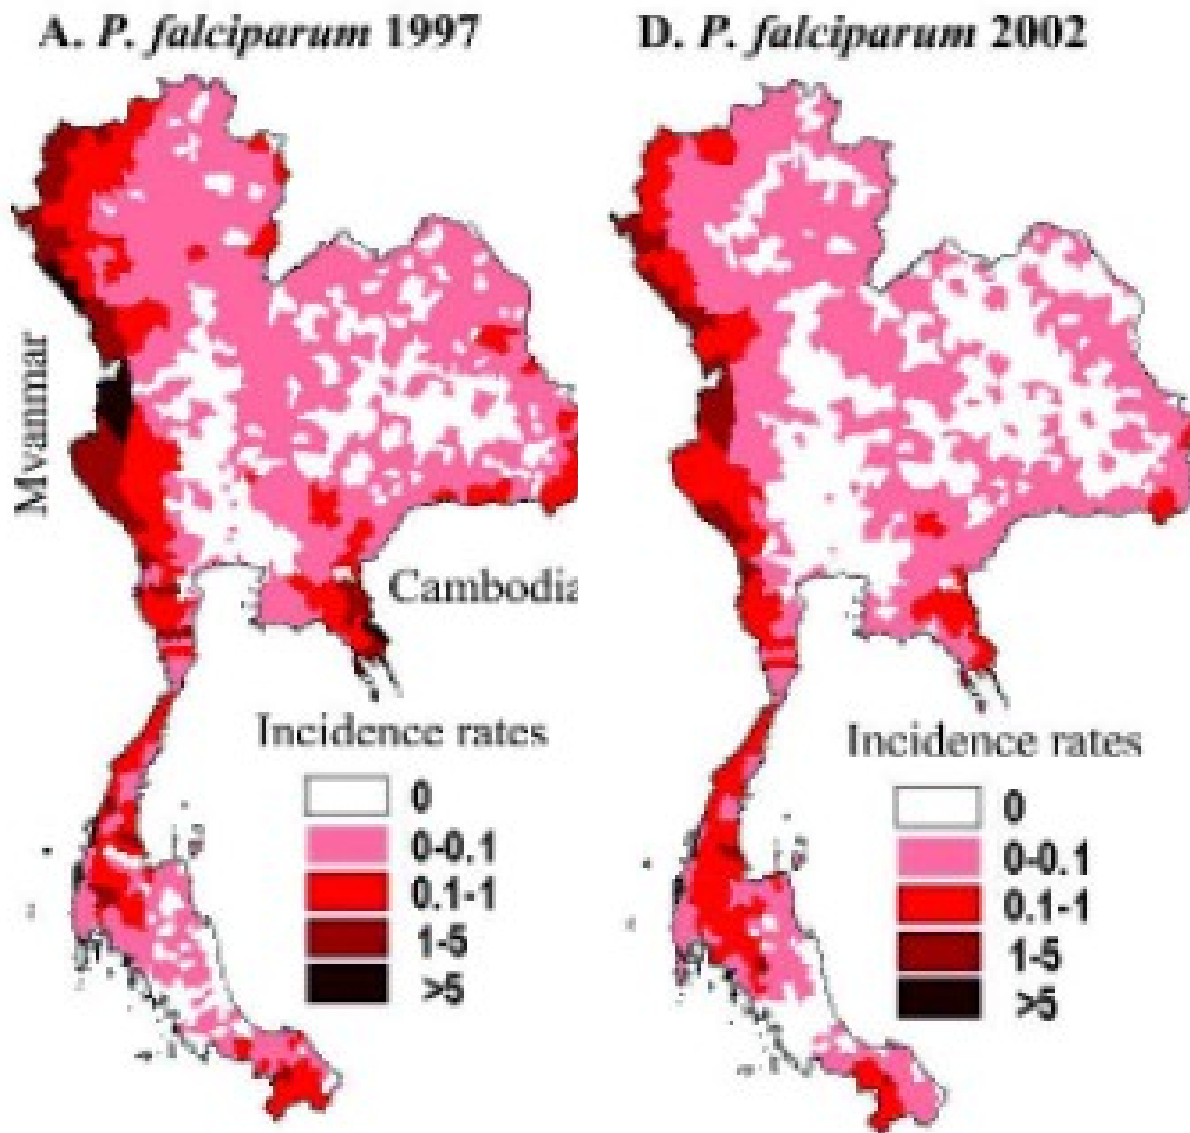 A. P. falciparum 1997
D. P. falciparum 2002
Myanmar
Cambodia
Incidence rates
0
0-0.1
0.1-1
1-5
>5
Incidence rates
0
0-0.1
0.1-1
1-5
>5